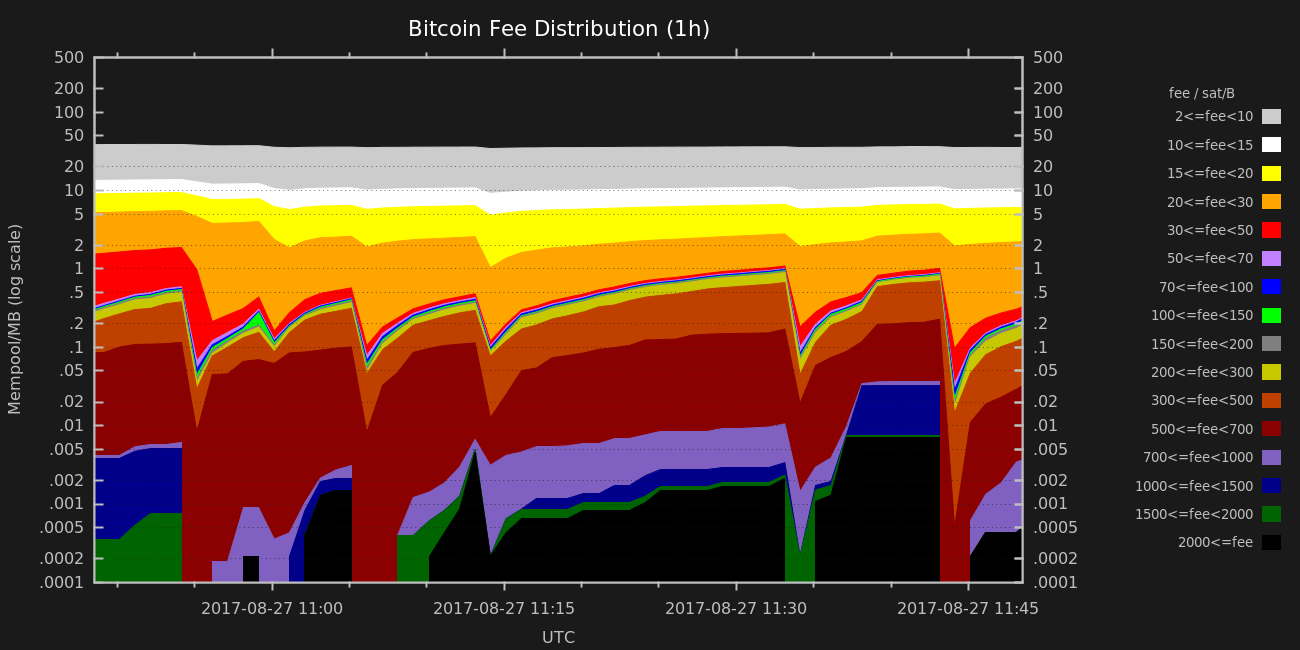 Bitcoin Fee Distribution (1h)
Mempool/MB (log scale)
500
200
100
50
20
10
5
2
1
.5
.2
.1
.05
.02
.01
.005
.002
.001
.0005
.0002
.0001
500
200
100
50
20
10
5
2
1
.5
.2
.1
.05
.02
.01
.005
.002
.001
.0005
.0002
.0001
2017-08-27 11:00
2017-08-27 11:15
2017-08-27 11:30
2017-08-27 11:45
UTC
fee / sat/B
2<=fee<10
10<=fee<15
15<=fee<20
20<=fee<30
30<=fee<50
50<=fee<70
70<=fee<100
100<=fee<150
150<=fee<200
200<=fee<300
300<=fee<500
500<=fee<700
700<=fee<1000
1000<=fee<1500
1500<=fee<2000
2000<=fee